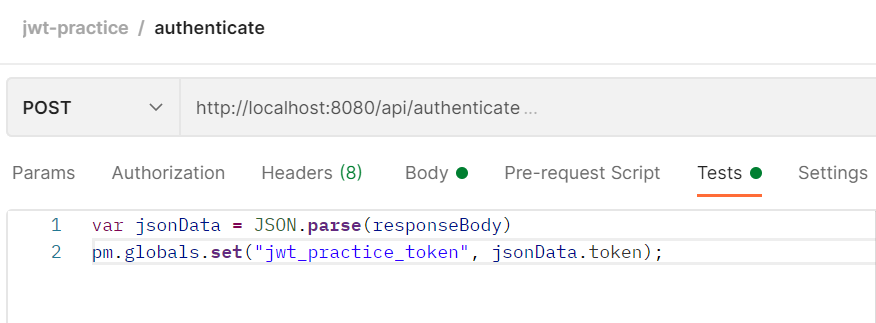 jwt-practice / authenticate
POST http://localhost:8080/api/authenticate ...
Params Authorization Headers (8) Body Pre-request Script Tests Settings
1 var jsonData = JSON.parse(responseBody)
2 pm.globals.set("jwt_practice_token", jsonData.token);